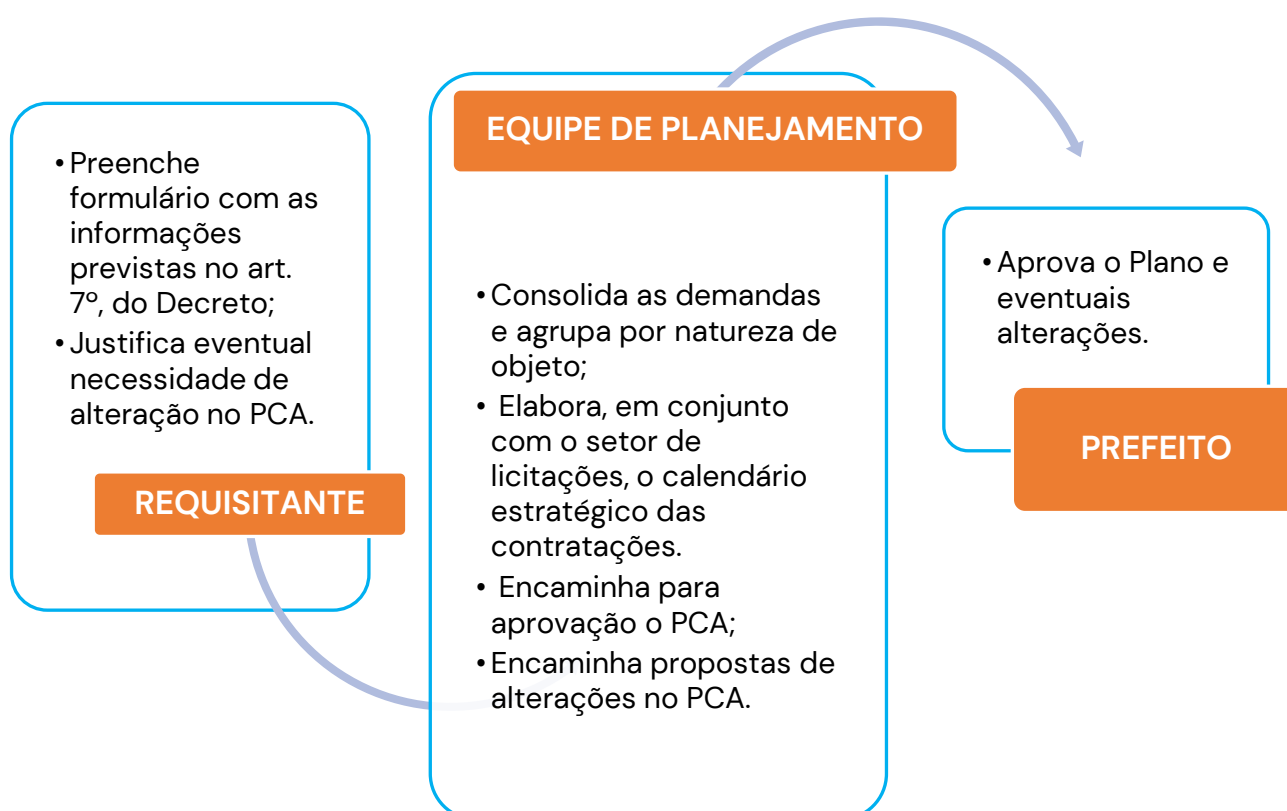 • Preenche
formulário com as
informações
previstas no art.
7º, do Decreto;
• Justifica eventual
necessidade de
alteração no PCA.
REQUISITANTE
EQUIPE DE PLANEJAMENTO
• Consolida as demandas
e agrupa por natureza de
objeto;
• Elabora, em conjunto
com o setor de
licitações, o calendário
estratégico das
contratações.
• Encaminha para
aprovação o PCA;
• Encaminha propostas de
alterações no PCA.
• Aprova o Plano e
eventuais
alterações.
PREFEITO